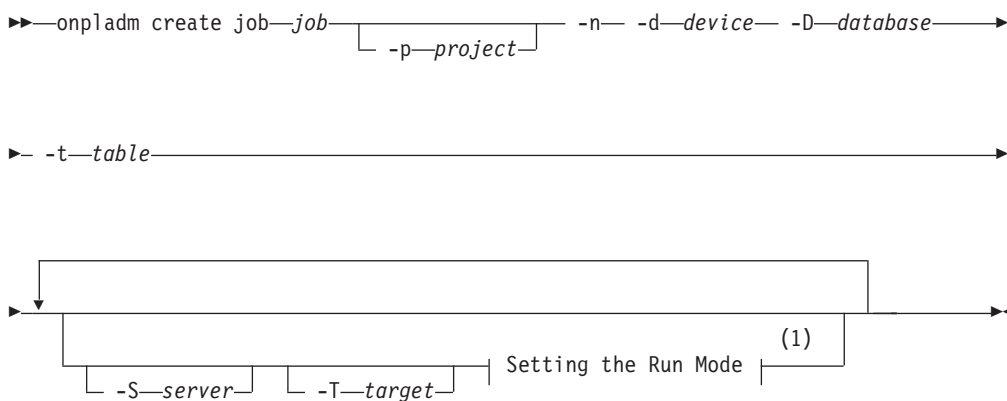 onpladm create job job -p project -n -d device -D database
-t table
-S server -T target Setting the Run Mode (1)